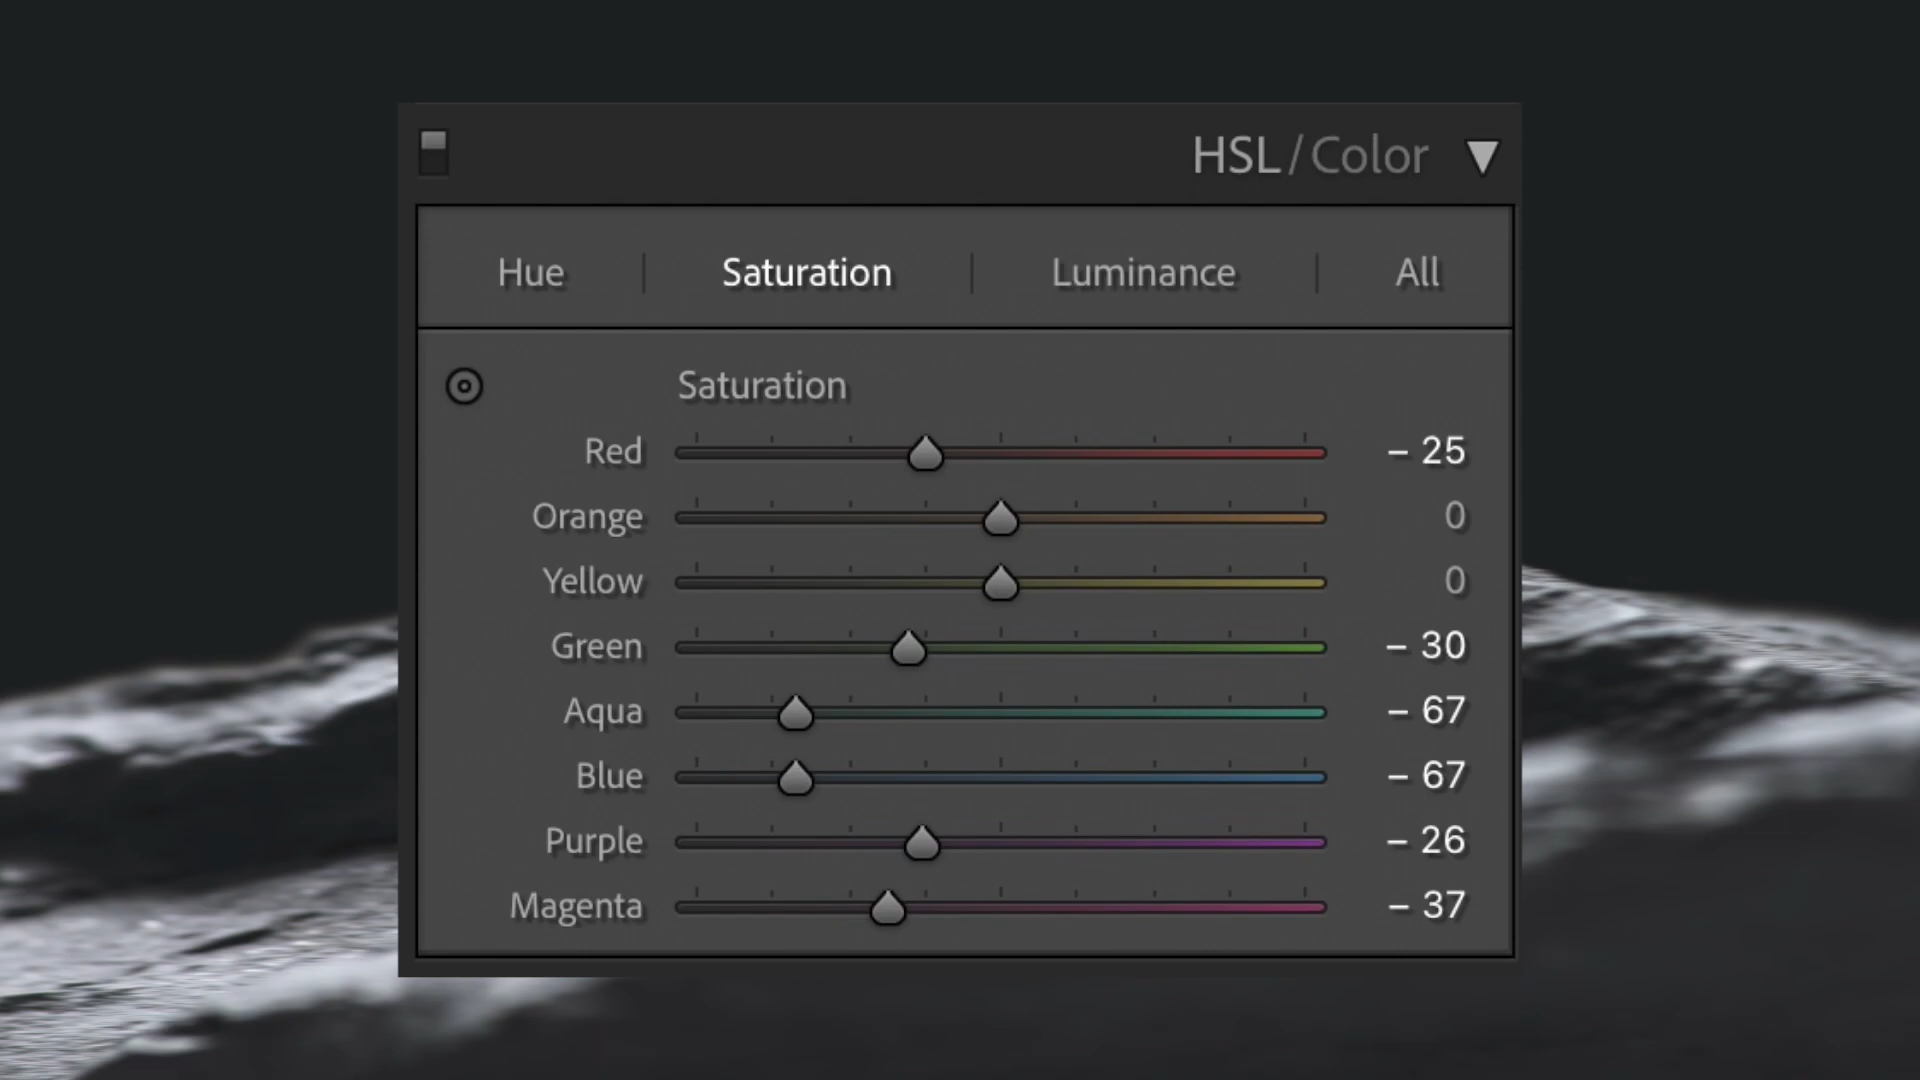 HSL / Color
Hue Saturation Luminance All
Saturation
Red – 25
Orange 0
Yellow 0
Green – 30
Aqua – 67
Blue – 67
Purple – 26
Magenta – 37